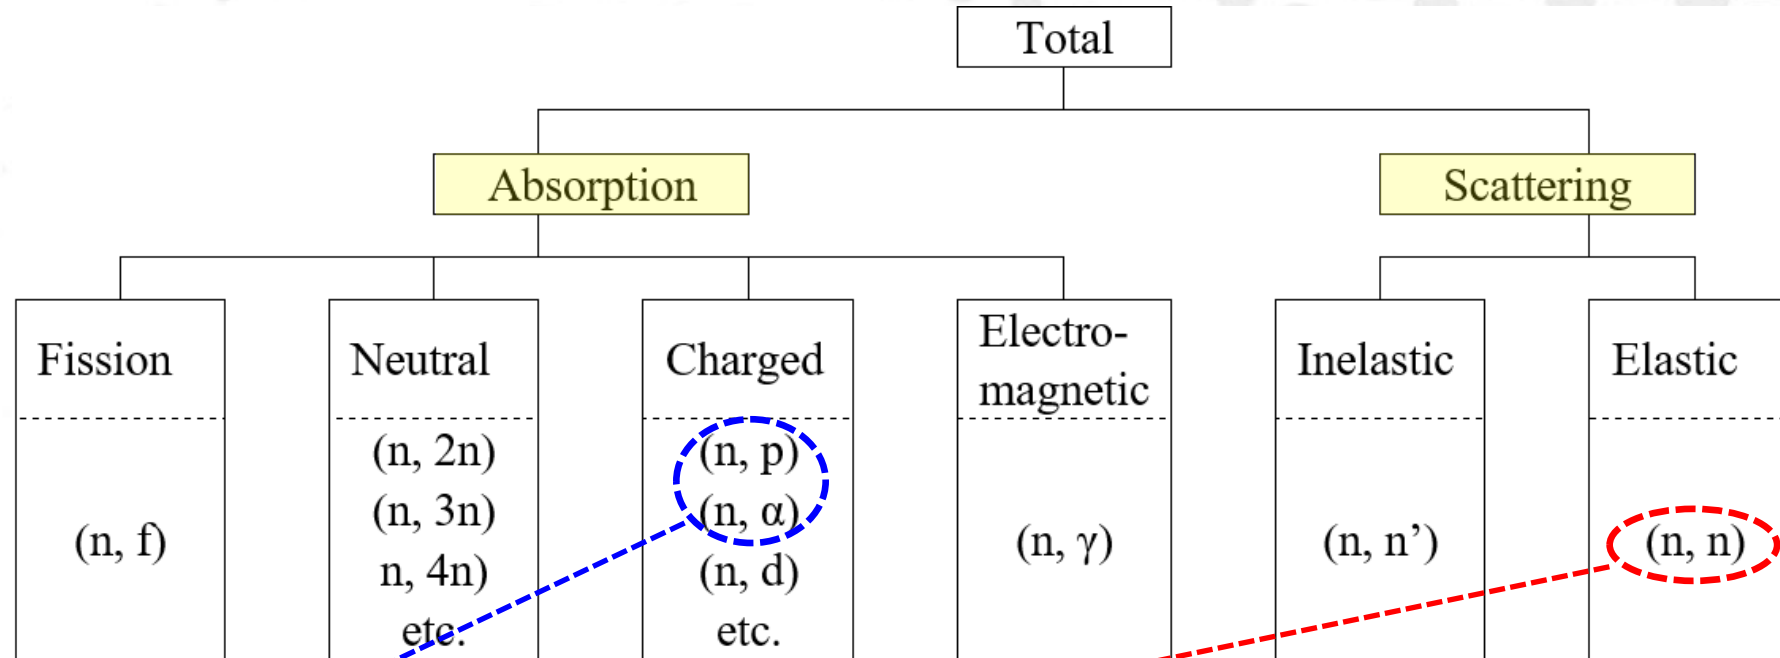 Total
Absorption
Scattering
Fission
(n, f)
Neutral
(n, 2n)
(n, 3n)
n, 4n)
etc.
Charged
(n, p)
(n, α)
(n, d)
etc.
Electro-
magnetic
(n, γ)
Inelastic
(n, n’)
Elastic
(n, n)